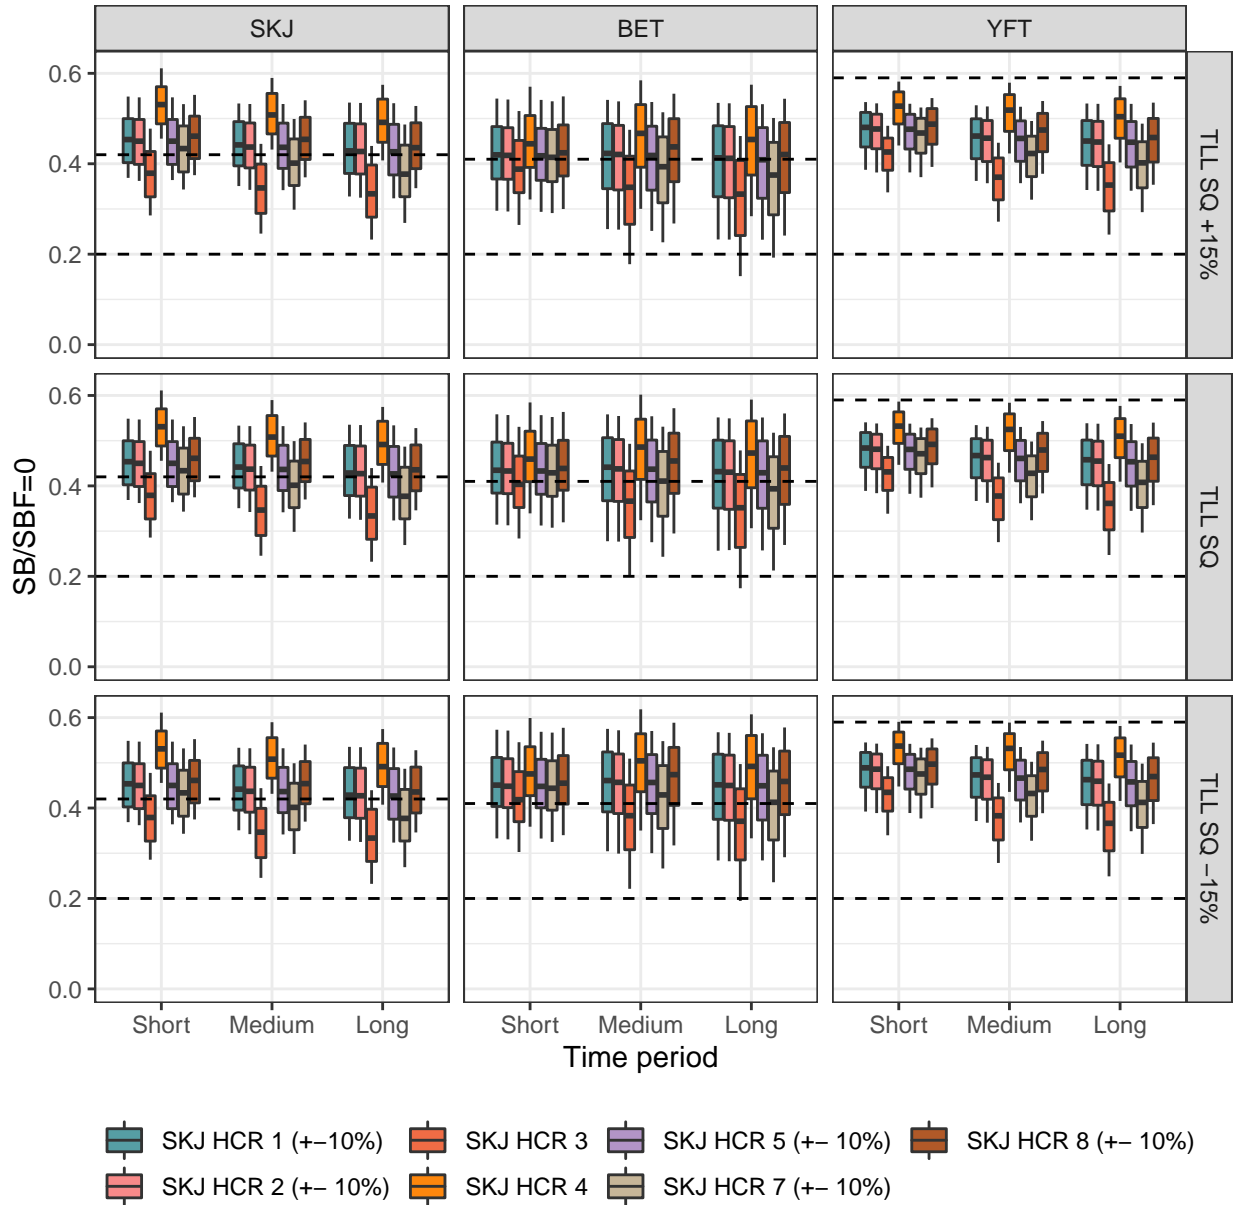 SKJ BET YFT
0.6
0.4
0.2
0.0
TLL SQ +15%
0.6
0.4
0.2
0.0
TLL SQ
0.6
0.4
0.2
0.0
TLL SQ −15%
SB/SBF=0
Short Medium Long Short Medium Long Short Medium Long
Time period
SKJ HCR 1 (+−10%) SKJ HCR 3 SKJ HCR 5 (+− 10%) SKJ HCR 8 (+− 10%)
SKJ HCR 2 (+− 10%) SKJ HCR 4 SKJ HCR 7 (+− 10%)